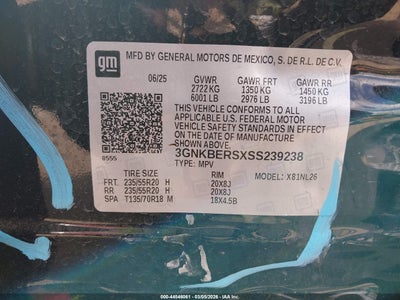 gm
MFD BY GENERAL MOTORS DE MEXICO, S. DE R.L. DE C.V.
06/25 GVWR GAWR FRT GAWR RR
2722 KG 1350 KG 1450 KG
6001 LB 2976 LB 3196 LB
THIS VEHICLE CONFORMS TO ALL
APPLICABLE U.S. FEDERAL MOTOR
VEHICLE SAFETY STANDARDS IN EFFECT
ON THE DATE OF MANUFACTURE
SHOWN ABOVE.
8555
3GNKBERSXSS239238
TYPE: MPV
TIRE SIZE RIM MODEL: X81NL26
FRT 235/55R20 H 20X8J
RR 235/55R20 H 20X8J
SPA T135/70R18 M 18X4.5B
000-44546061 - 03/05/2026 - IAA Inc.